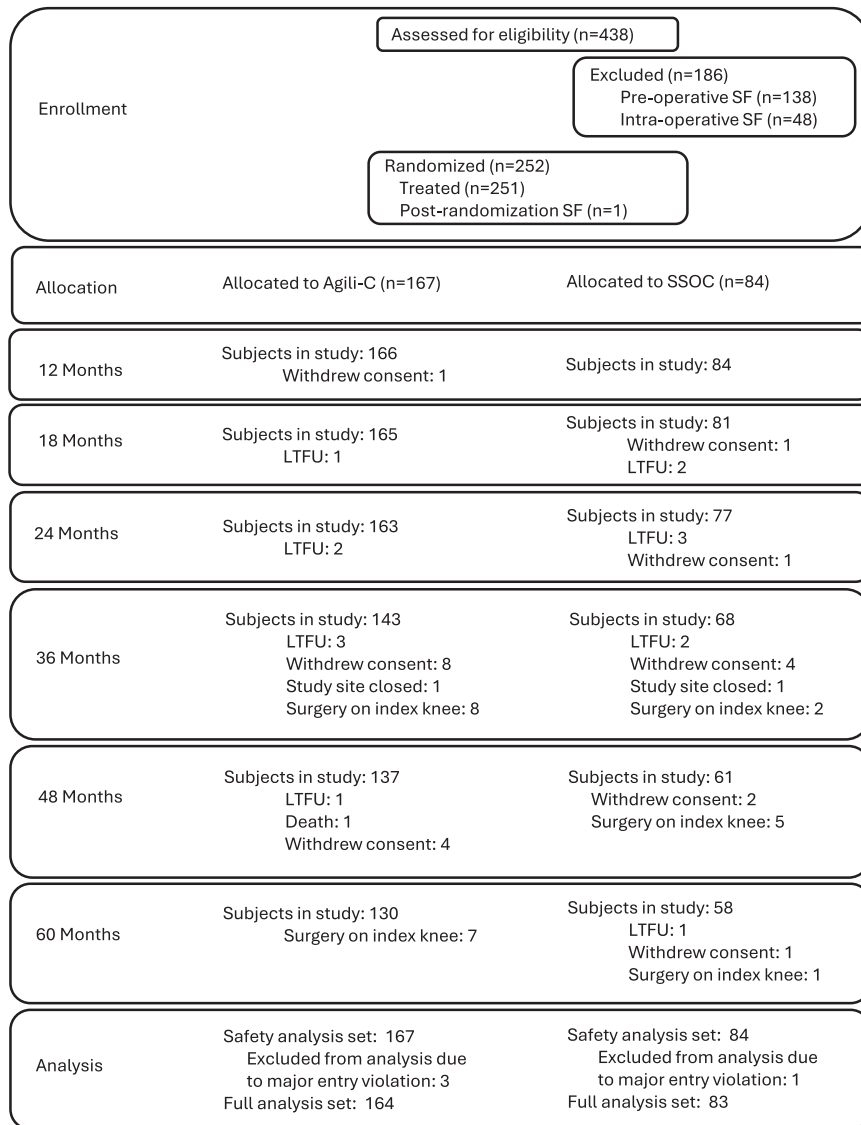 Assessed for eligibility (n=438)
Excluded (n=186)
Pre-operative SF (n=138)
Intra-operative SF (n=48)
Enrollment
Randomized (n=252)
Treated (n=251)
Post-randomization SF (n=1)
Allocation
Allocated to Agili-C (n=167)
Allocated to SSOC (n=84)
12 Months
Subjects in study: 166
Withdrew consent: 1
Subjects in study: 84
18 Months
Subjects in study: 165
LTFU: 1
Subjects in study: 81
Withdrew consent: 1
LTFU: 2
24 Months
Subjects in study: 163
LTFU: 2
Subjects in study: 77
LTFU: 3
Withdrew consent: 1
36 Months
Subjects in study: 143
LTFU: 3
Withdrew consent: 8
Study site closed: 1
Surgery on index knee: 8
Subjects in study: 68
LTFU: 2
Withdrew consent: 4
Study site closed: 1
Surgery on index knee: 2
48 Months
Subjects in study: 137
LTFU: 1
Death: 1
Withdrew consent: 4
Subjects in study: 61
Withdrew consent: 2
Surgery on index knee: 5
60 Months
Subjects in study: 130
Surgery on index knee: 7
Subjects in study: 58
LTFU: 1
Withdrew consent: 1
Surgery on index knee: 1
Analysis
Safety analysis set: 167
Excluded from analysis due
to major entry violation: 3
Full analysis set: 164
Safety analysis set: 84
Excluded from analysis due
to major entry violation: 1
Full analysis set: 83